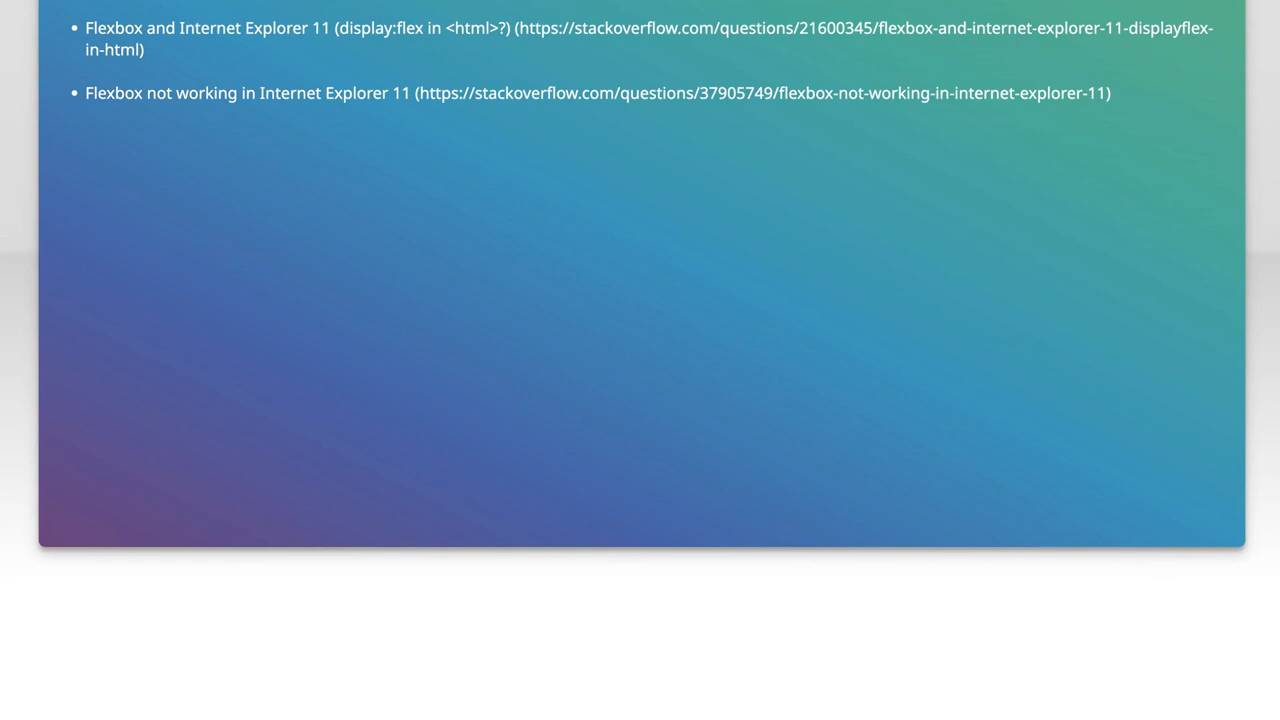 • Flexbox and Internet Explorer 11 (display:flex in <html>?) (https://stackoverflow.com/questions/21600345/flexbox-and-internet-explorer-11-displayflex-
in-html)
• Flexbox not working in Internet Explorer 11 (https://stackoverflow.com/questions/37905749/flexbox-not-working-in-internet-explorer-11)